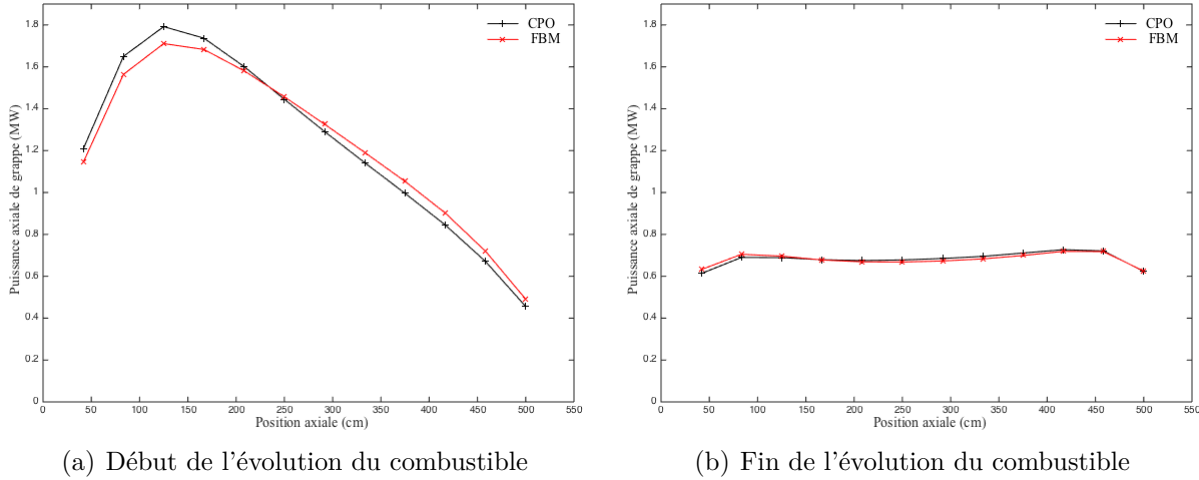 1.8
1.6
1.4
1.2
1
0.8
0.6
0.4
0.2
0
Puissance axiale de grappe (MW)
CPO
FBM
0 50 100 150 200 250 300 350 400 450 500 550
Position axiale (cm)
(a) Début de l'évolution du combustible
1.8
1.6
1.4
1.2
1
0.8
0.6
0.4
0.2
0
Puissance axiale de grappe (MW)
CPO
FBM
0 50 100 150 200 250 300 350 400 450 500 550
Position axiale (cm)
(b) Fin de l'évolution du combustible